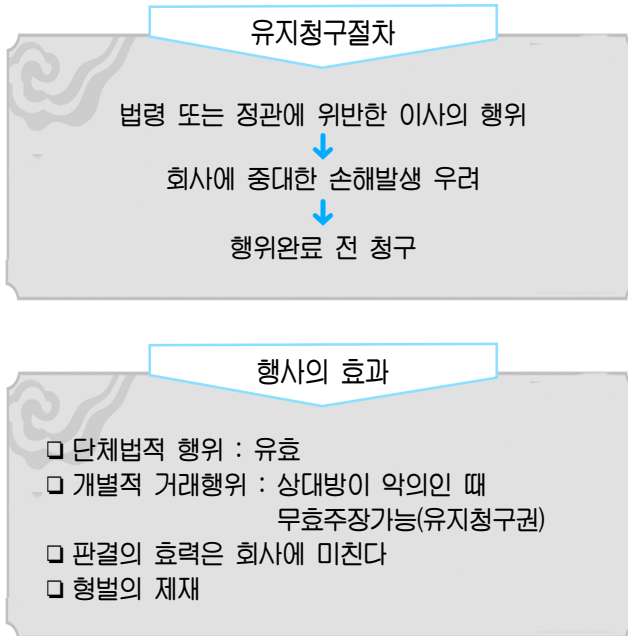 유지청구절차
법령 또는 정관에 위반한 이사의 행위
회사에 중대한 손해발생 우려
행위완료 전 청구
행사의 효과
❑ 단체법적 행위 : 유효
❑ 개별적 거래행위 : 상대방이 악의인 때
무효주장가능(유지청구권)
❑ 판결의 효력은 회사에 미친다
❑ 형벌의 제재